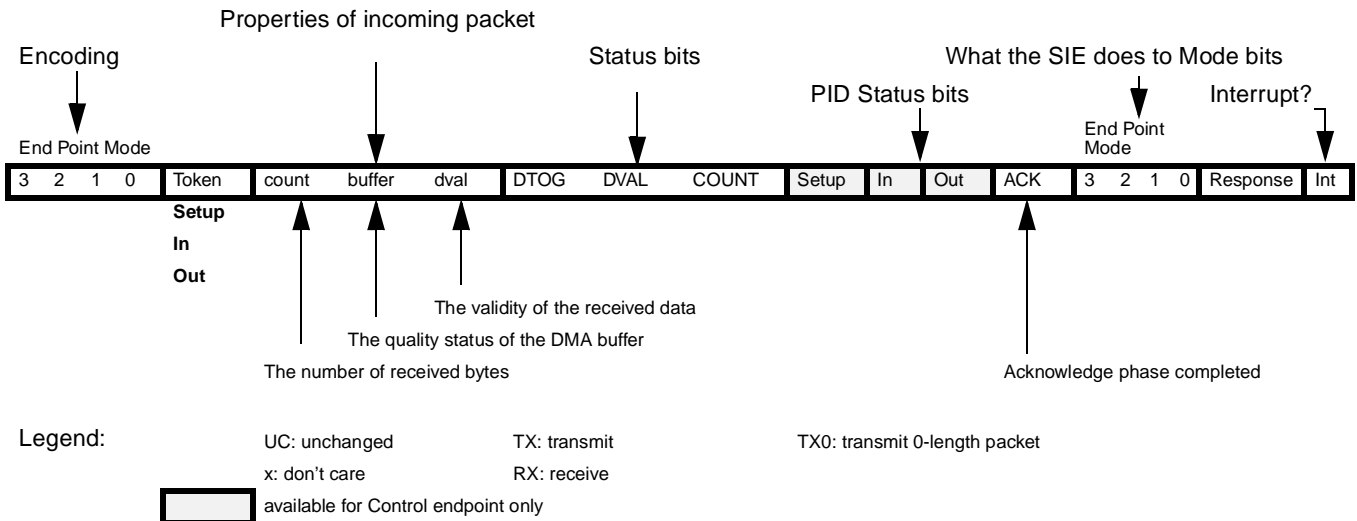 Properties of incoming packet
Encoding Status bits What the SIE does to Mode bits
PID Status bits Interrupt?
End Point Mode End Point
Mode
3 2 1 0 Token count buffer dval DTOG DVAL COUNT Setup In Out ACK 3 2 1 0 Response Int
Setup
In
Out
The validity of the received data
The quality status of the DMA buffer
The number of received bytes Acknowledge phase completed
Legend: UC: unchanged TX: transmit TX0: transmit 0-length packet
x: don't care RX: receive
available for Control endpoint only